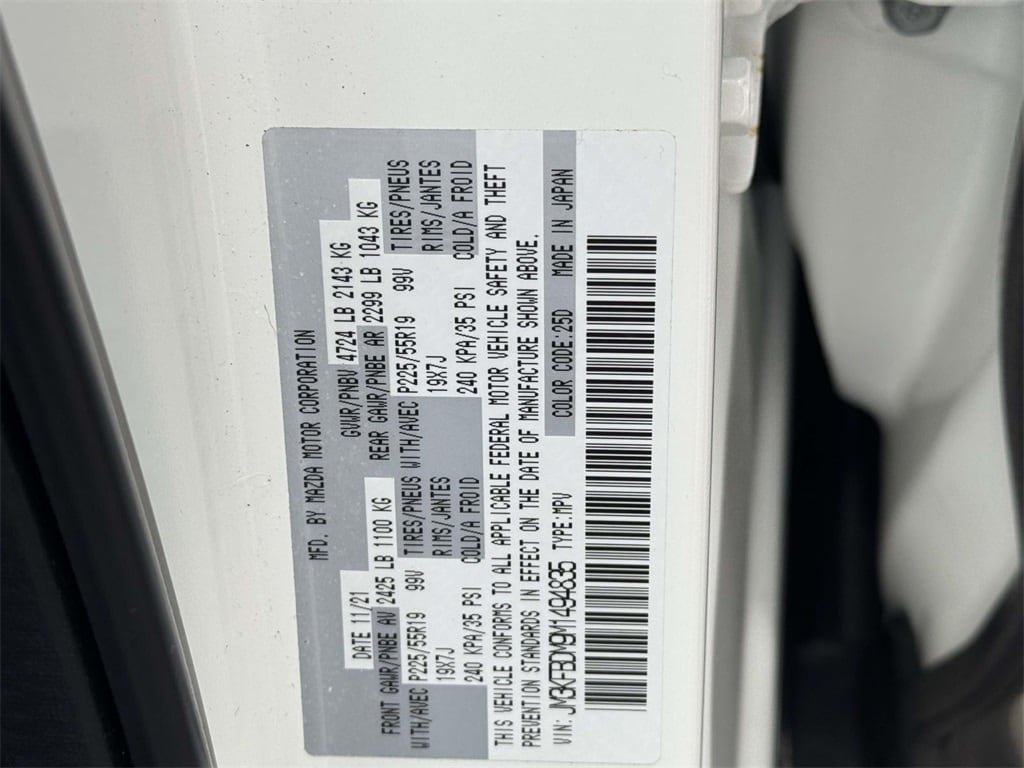 MFD. BY MAZDA MOTOR CORPORATION
DATE 11/21 GVWR/PNBV 4724 LB 2143 KG
FRONT GAWR/PNBE AV 2425 LB 1100 KG REAR GAWR/PNBE AR 2299 LB 1043 KG
WITH/AVEC P225/55R19 99V TIRES/PNEUS WITH/AVEC P225/55R19 99V TIRES/PNEUS
19X7J RIMS/JANTES 19X7J RIMS/JANTES
240 KPA/35 PSI COLD/A FROID 240 KPA/35 PSI COLD/A FROID
THIS VEHICLE CONFORMS TO ALL APPLICABLE FEDERAL MOTOR VEHICLE SAFETY AND THEFT
PREVENTION STANDARDS IN EFFECT ON THE DATE OF MANUFACTURE SHOWN ABOVE.
VIN: JM3KFBDM9M1494835 TYPE:MPV COLOR CODE:25D MADE IN JAPAN